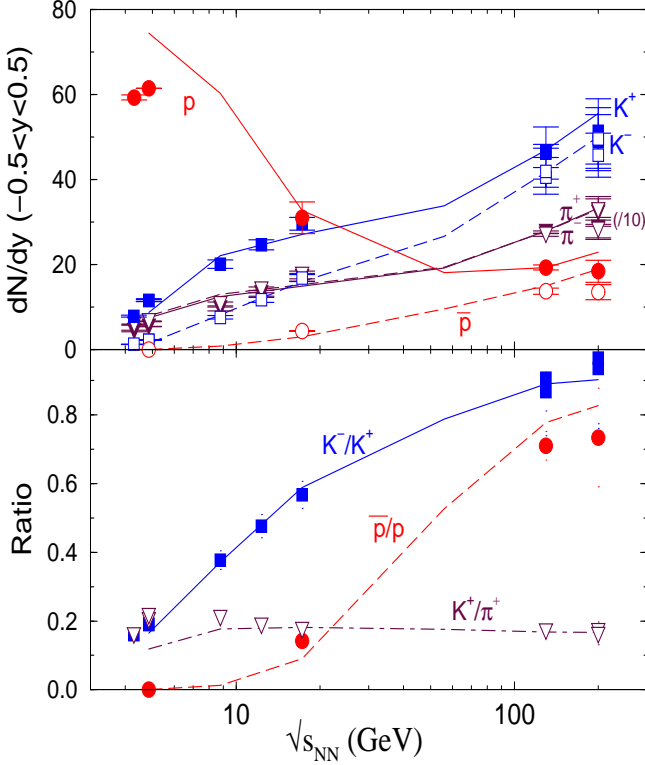 dN/dy (−0.5<y<0.5)
80
60
40
20
0
p
K+
K−
π+
π− (/10)
p̅
Ratio
0.8
0.6
0.4
0.2
0.0
K−/K+
p̅/p
K+/π+
10
100
√sNN (GeV)